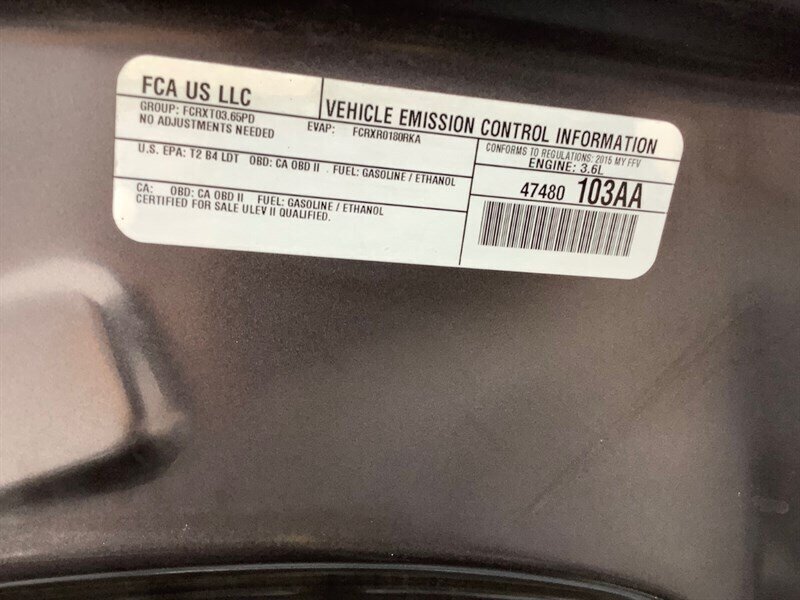 FCA US LLC
VEHICLE EMISSION CONTROL INFORMATION
GROUP: FCRXT03.65PD EVAP: FCRXR0180RKA
NO ADJUSTMENTS NEEDED
CONFORMS TO REGULATIONS: 2015 MY FFV
ENGINE: 3.6L
U.S. EPA: T2 B4 LDT OBD: CA OBD II FUEL: GASOLINE / ETHANOL
47480 103AA
CA: OBD: CA OBD II FUEL: GASOLINE / ETHANOL
CERTIFIED FOR SALE ULEV II QUALIFIED.